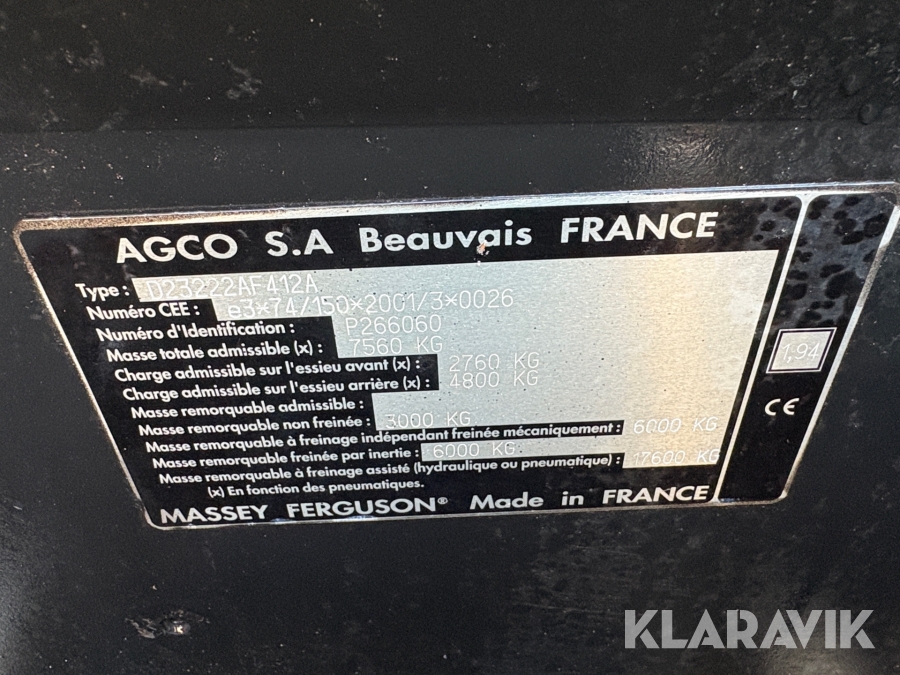 AGCO S.A Beauvais FRANCE
Type : D23222AF412A
Numéro CEE : e3*74/150*2001/3*0026
Numéro d'Identification : P266060
Masse totale admissible (x) : 7560 KG
Charge admissible sur l'essieu avant (x) : 2760 KG
Charge admissible sur l'essieu arrière (x) : 4800 KG
Masse remorquable admissible :
Masse remorquable non freinée : 3000 KG
Masse remorquable à freinage indépendant freinée mécaniquement : 6000 KG
Masse remorquable freinée par inertie : 6000 KG
Masse remorquable à freinage assisté (hydraulique ou pneumatique) : 17600 KG
(x) En fonction des pneumatiques.
MASSEY FERGUSON® Made in FRANCE
1,94
CE
KLARAVIK